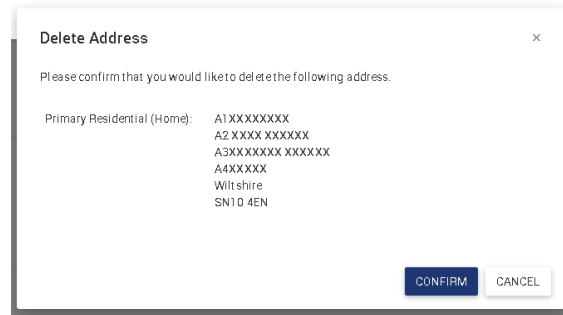 Delete Address
×
Please confirm that you would like to delete the following address.
Primary Residential (Home): A1XXXXXXXX
A2 XXXX XXXXXX
A3XXXXXXX XXXXXX
A4XXXXX
Wiltshire
SN10 4EN
CONFIRM CANCEL